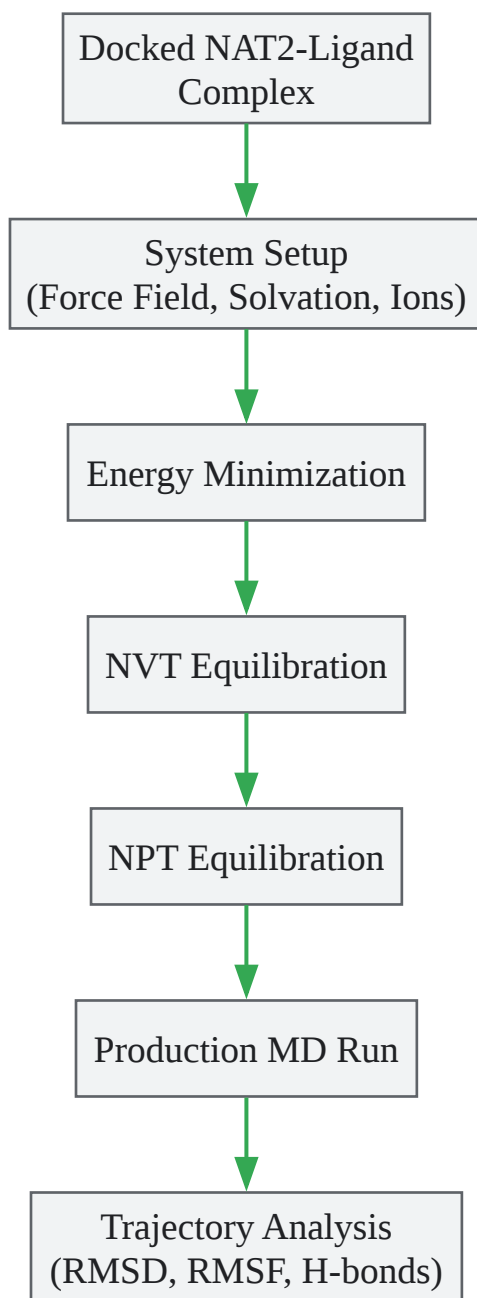 Docked NAT2-Ligand
Complex
System Setup
(Force Field, Solvation, Ions)
Energy Minimization
NVT Equilibration
NPT Equilibration
Production MD Run
Trajectory Analysis
(RMSD, RMSF, H-bonds)